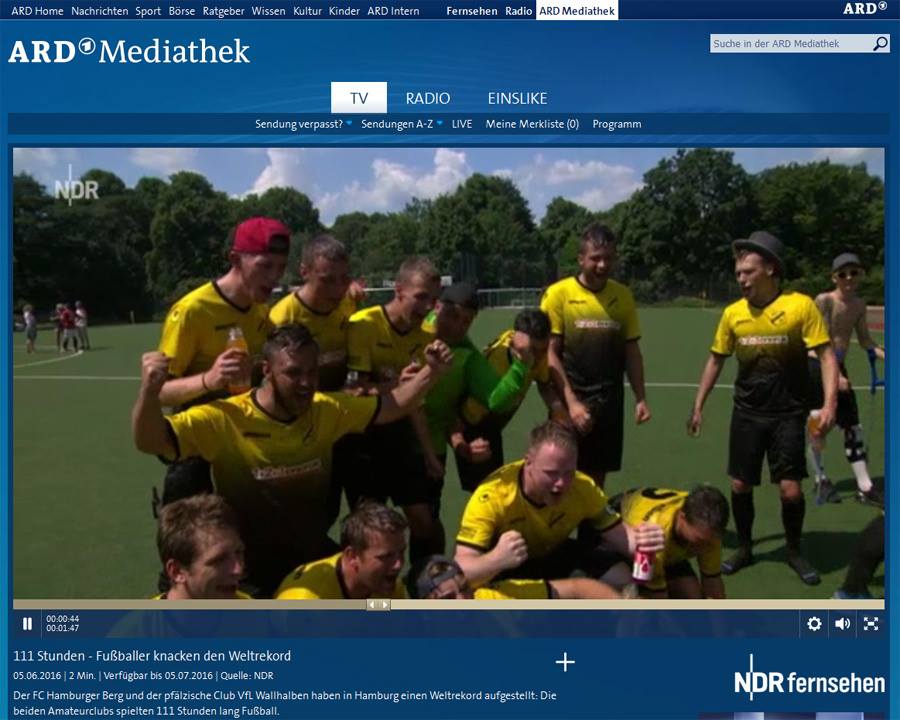 ARD Home Nachrichten Sport Börse Ratgeber Wissen Kultur Kinder ARD Intern Fernsehen Radio ARD Mediathek ARD
ARD Mediathek
Suche in der ARD Mediathek
TV RADIO EINSLIKE
Sendung verpasst? Sendungen A-Z LIVE Meine Merkliste (0) Programm
NDR
00:00:44
00:01:47
111 Stunden - Fußballer knacken den Weltrekord
05.06.2016 | 2 Min. | Verfügbar bis 05.07.2016 | Quelle: NDR
NDR fernsehen
Der FC Hamburger Berg und der pfälzische Club VfL Wallhalben haben in Hamburg einen Weltrekord aufgestellt: Die
beiden Amateurclubs spielten 111 Stunden lang Fußball.